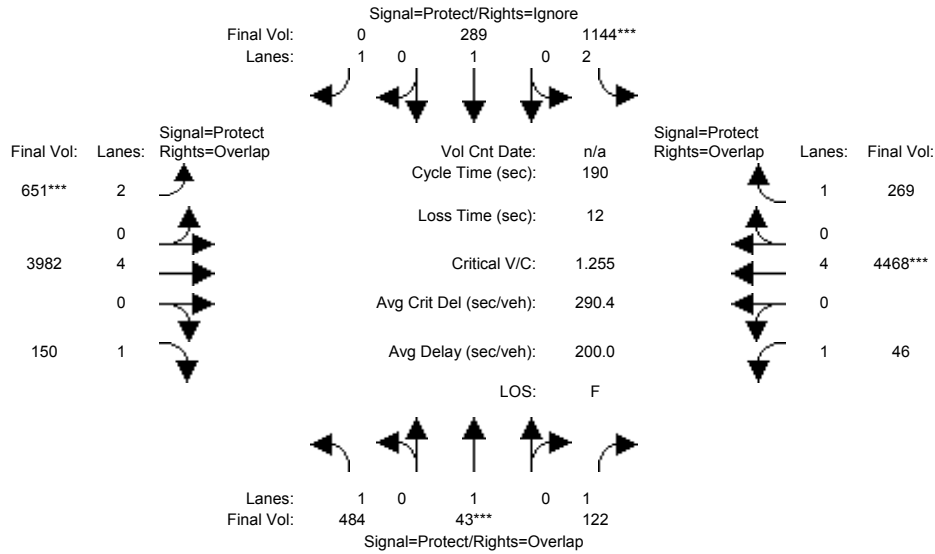 Signal=Protect/Rights=Ignore
Final Vol: 0 289 1144***
Lanes: 1 0 1 0 2
Signal=Protect Signal=Protect
Final Vol: Lanes: Rights=Overlap Vol Cnt Date: n/a Rights=Overlap Lanes: Final Vol:
651*** 2 Cycle Time (sec): 190 1 269
0 Loss Time (sec): 12 0
3982 4 Critical V/C: 1.255 4 4468***
0 Avg Crit Del (sec/veh): 290.4 0
150 1 Avg Delay (sec/veh): 200.0 1 46
LOS: F
Lanes: 1 0 1 0 1
Final Vol: 484 43*** 122
Signal=Protect/Rights=Overlap